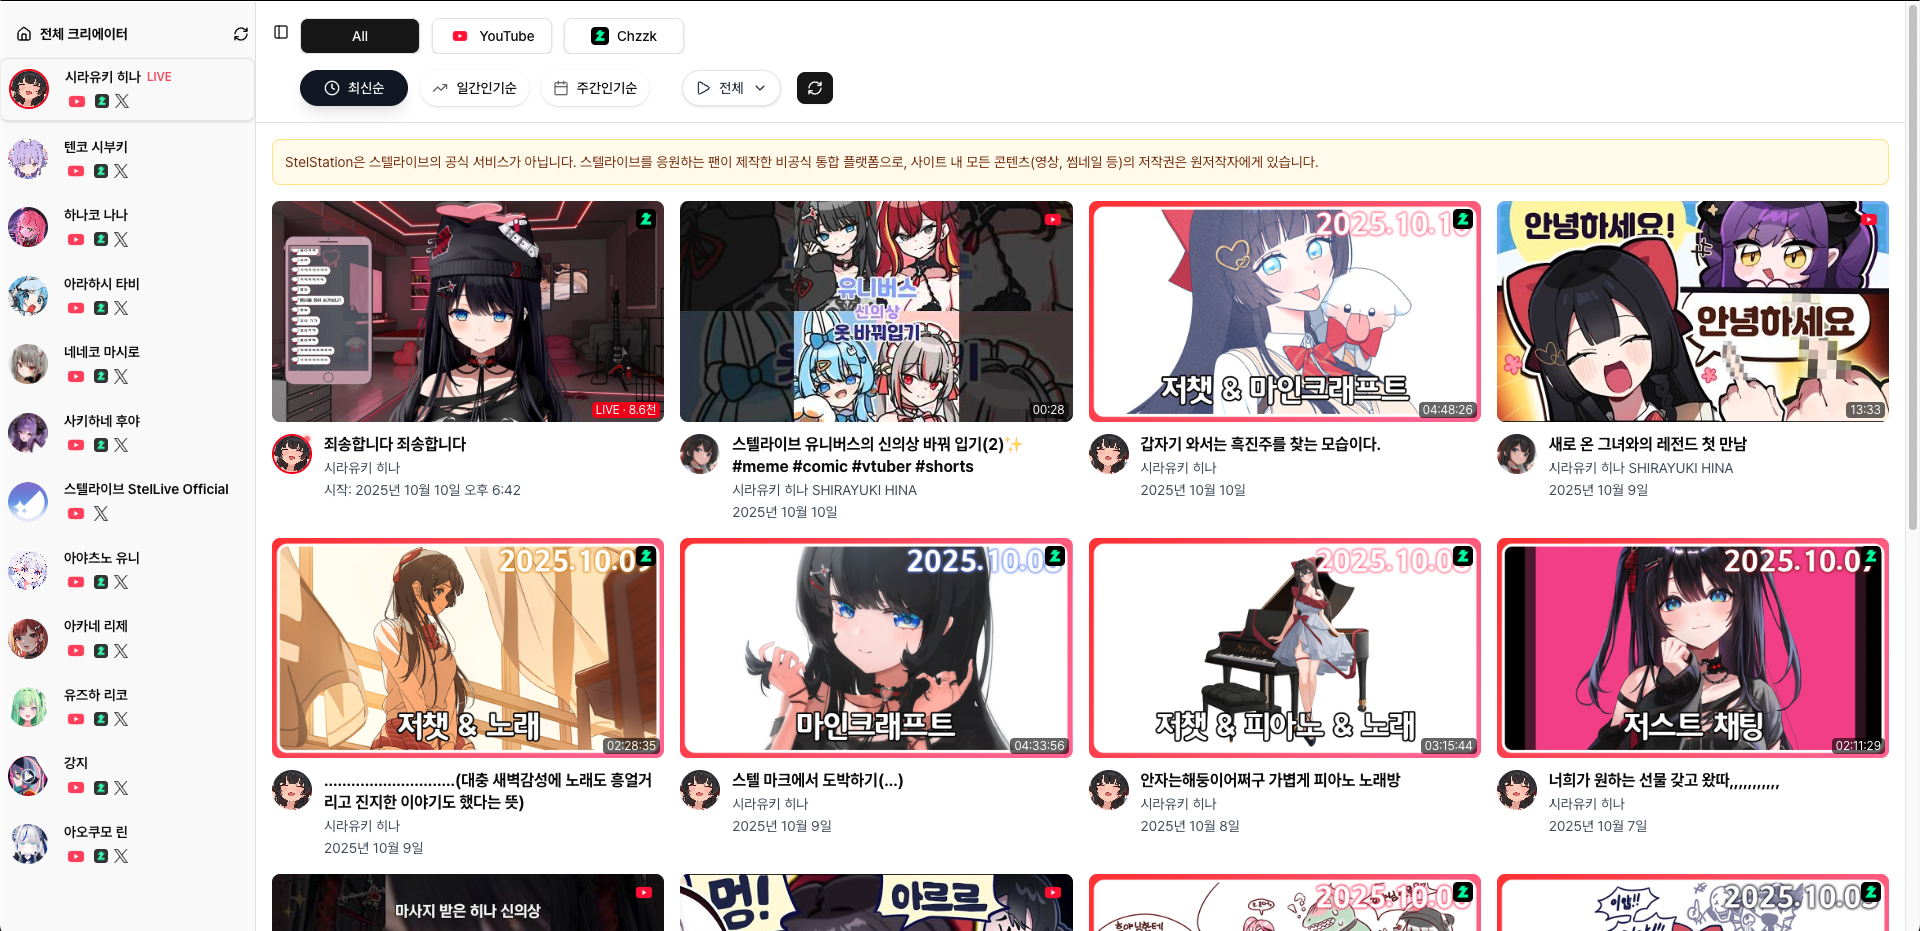 전체 크리에이터
시라유키 히나 LIVE
텐코 시부키
하나코 나나
아라하시 타비
네네코 마시로
사키하네 후야
스텔라이브 StelLive Official
아야츠노 유니
아카네 리제
유즈하 리코
강지
아오쿠모 린
All
YouTube
Chzzk
최신순
일간인기순
주간인기순
전체
StelStation은 스텔라이브의 공식 서비스가 아닙니다. 스텔라이브를 응원하는 팬이 제작한 비공식 통합 플랫폼으로, 사이트 내 모든 콘텐츠(영상, 썸네일 등)의 저작권은 원저작자에게 있습니다.
LIVE · 8.6천
죄송합니다 죄송합니다
시라유키 히나
시작: 2025년 10월 10일 오후 6:42
유니버스
신의상
옷 바꿔입기
00:28
스텔라이브 유니버스의 신의상 바꿔 입기(2)✨
#meme #comic #vtuber #shorts
시라유키 히나 SHIRAYUKI HINA
2025년 10월 10일
2025.10.10
저챗 & 마인크래프트
04:48:26
갑자기 와서는 흑진주를 찾는 모습이다.
시라유키 히나
2025년 10월 10일
안녕하세요!
안녕하세요
13:33
새로 온 그녀와의 레전드 첫 만남
시라유키 히나 SHIRAYUKI HINA
2025년 10월 9일
2025.10.0
저챗 & 노래
02:28:35
..............................(대충 새벽감성에 노래도 흥얼거
리고 진지한 이야기도 했다는 뜻)
시라유키 히나
2025년 10월 9일
2025.10.0
마인크래프트
04:33:56
스텔 마크에서 도박하기(...)
시라유키 히나
2025년 10월 9일
2025.10.0
저챗 & 피아노 & 노래
03:15:44
안자는해둥이어쩌구 가볍게 피아노 노래방
시라유키 히나
2025년 10월 8일
2025.10.07
저스트 채팅
02:11:29
너희가 원하는 선물 갖고 왔따,,,,,,,,,,,
시라유키 히나
2025년 10월 7일
마사지 받은 히나 신의상
멍!
아르르
2025.10.0
이얍!!
2025.10.0